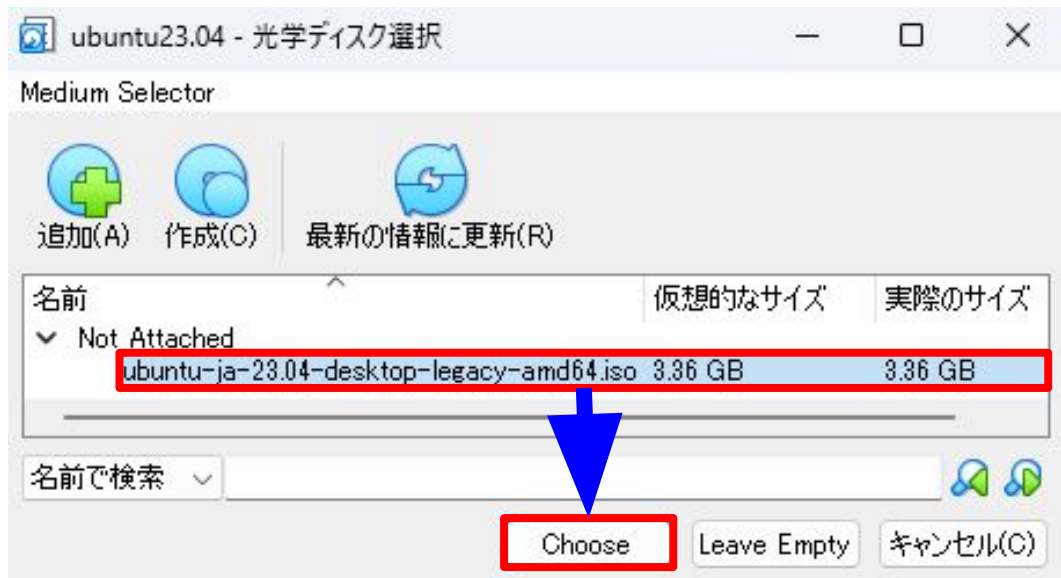 ubuntu23.04 - 光学ディスク選択
Medium Selector
追加(A) 作成(C) 最新の情報に更新(R)
名前 仮想的なサイズ 実際のサイズ
Not Attached
ubuntu-ja-23.04-desktop-legacy-amd64.iso 3.36 GB 3.36 GB
名前で検索
Choose Leave Empty キャンセル(C)